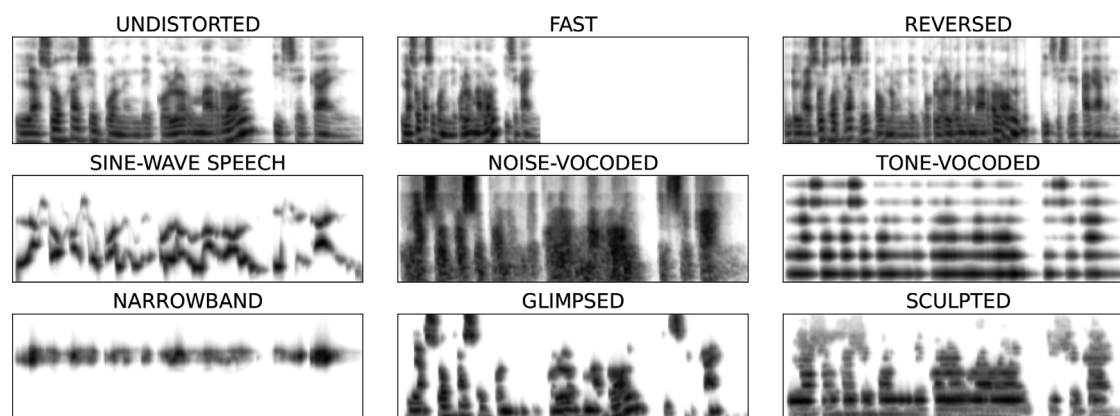 UNDISTORTED FAST REVERSED
SINE-WAVE SPEECH NOISE-VOCODED TONE-VOCODED
NARROWBAND GLIMPSED SCULPTED